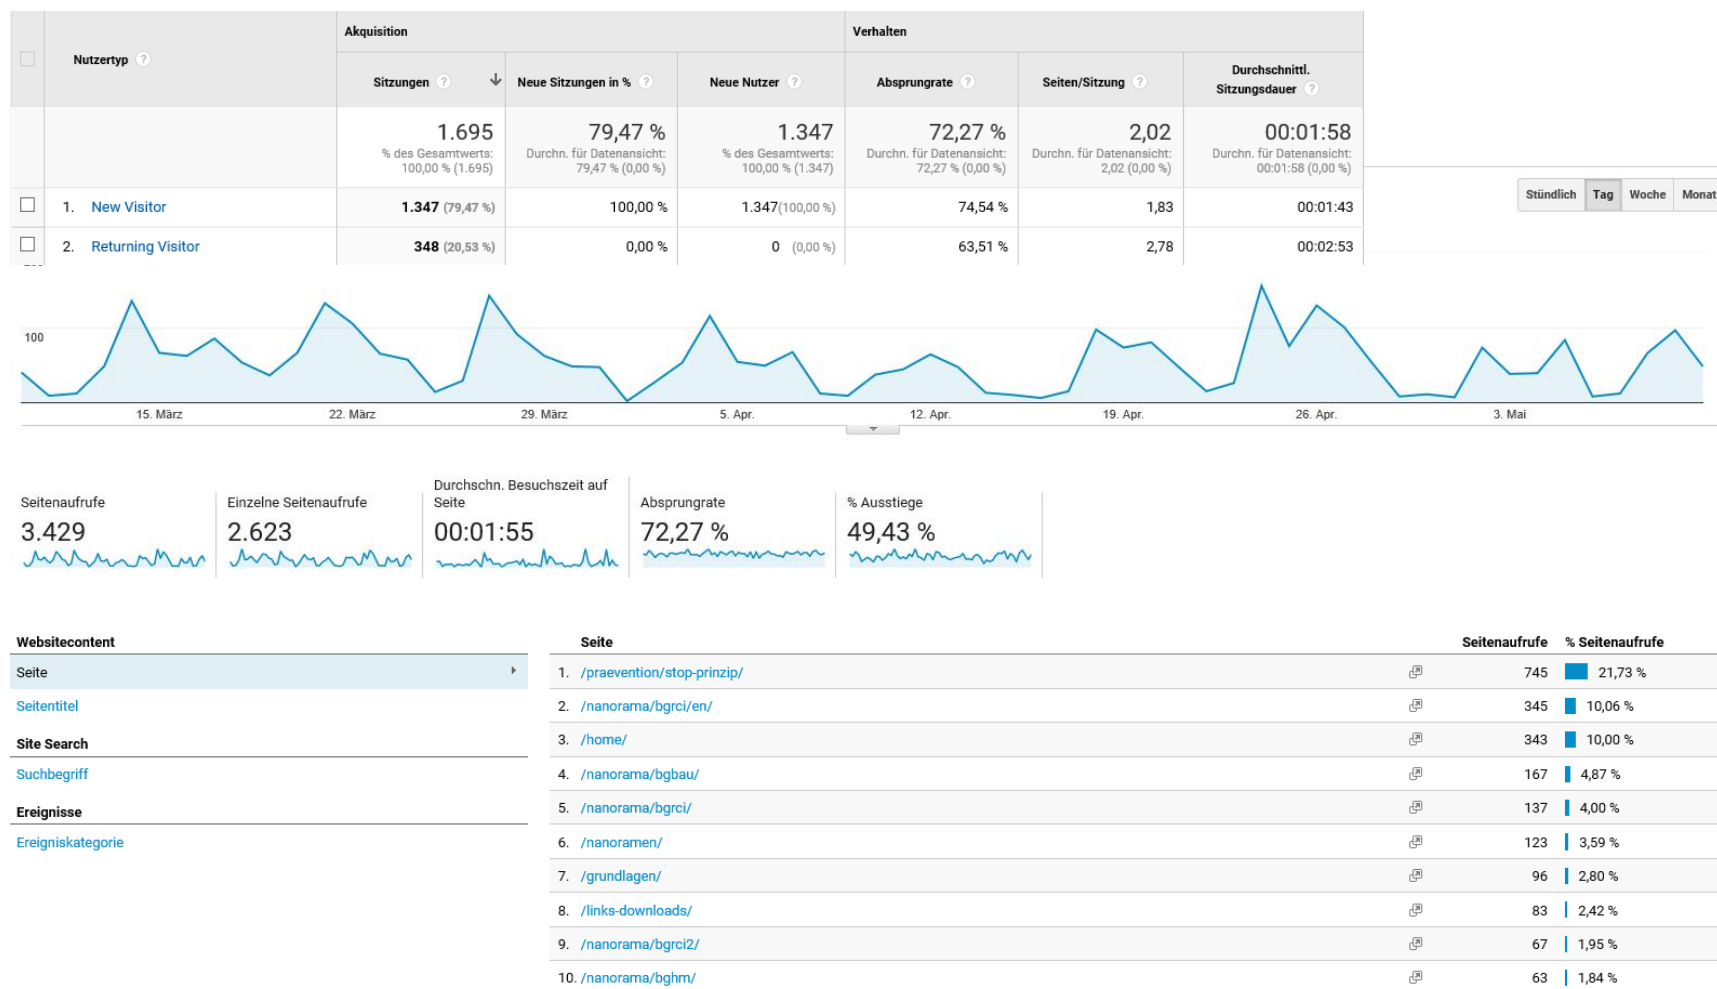 Akquisition Verhalten
Nutzertyp ?
Sitzungen ? Neue Sitzungen in % ? Neue Nutzer ? Absprungrate ? Seiten/Sitzung ? Durchschnittl. Sitzungsdauer ?
1.695 79,47 % 1.347 72,27 % 2,02 00:01:58
% des Gesamtwerts: Durchn. für Datenansicht: % des Gesamtwerts: Durchn. für Datenansicht: Durchn. für Datenansicht: Durchn. für Datenansicht:
100,00 % (1.695) 79,47 % (0,00 %) 100,00 % (1.347) 72,27 % (0,00 %) 2,02 (0,00 %) 00:01:58 (0,00 %)
1. New Visitor 1.347 (79,47 %) 100,00 % 1.347(100,00 %) 74,54 % 1,83 00:01:43
2. Returning Visitor 348 (20,53 %) 0,00 % 0 (0,00 %) 63,51 % 2,78 00:02:53
Stündlich Tag Woche Monat
100
15. März 22. März 29. März 5. Apr. 12. Apr. 19. Apr. 26. Apr. 3. Mai
Seitenaufrufe
3.429
Einzelne Seitenaufrufe
2.623
Durchschn. Besuchszeit auf
Seite
00:01:55
Absprungrate
72,27 %
% Ausstiege
49,43 %
Websitecontent
Seite
Seitentitel
Site Search
Suchbegriff
Ereignisse
Ereigniskategorie
Seite Seitenaufrufe % Seitenaufrufe
1. /praevention/stop-prinzip/ 745 21,73 %
2. /nanorama/bgrci/en/ 345 10,06 %
3. /home/ 343 10,00 %
4. /nanorama/bgbau/ 167 4,87 %
5. /nanorama/bgrci/ 137 4,00 %
6. /nanoramen/ 123 3,59 %
7. /grundlagen/ 96 2,80 %
8. /links-downloads/ 83 2,42 %
9. /nanorama/bgrci2/ 67 1,95 %
10. /nanorama/bghm/ 63 1,84 %